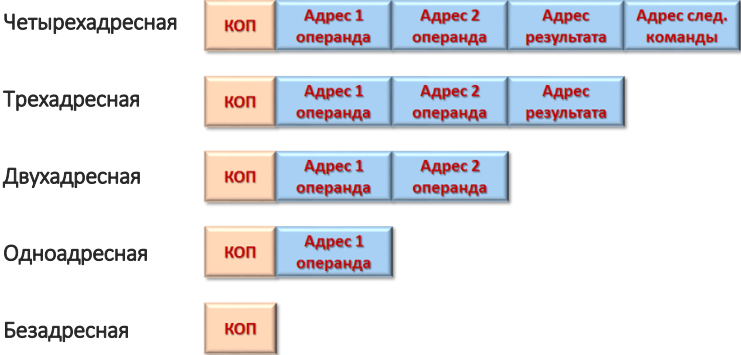 Четырехадресная
КОП
Адрес 1
операнда
Адрес 2
операнда
Адрес
результата
Адрес след.
команды
Трехадресная
КОП
Адрес 1
операнда
Адрес 2
операнда
Адрес
результата
Двухадресная
КОП
Адрес 1
операнда
Адрес 2
операнда
Одноадресная
КОП
Адрес 1
операнда
Безадресная
КОП